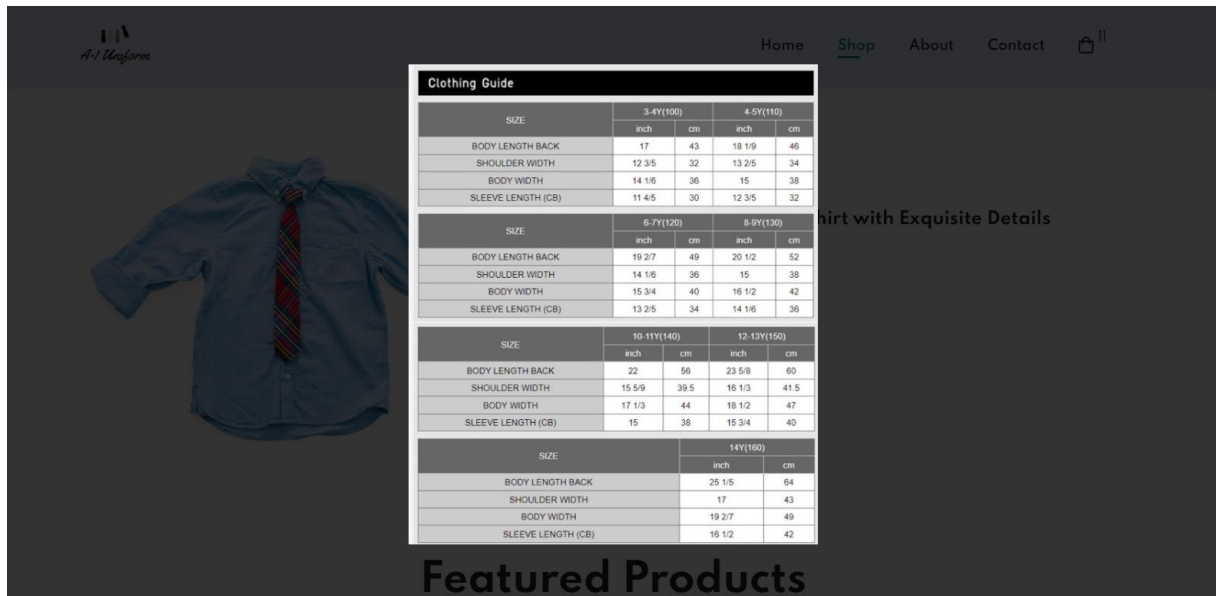 A-1 Uniform
Home Shop About Contact 11
Clothing Guide
SIZE 3-4Y(100) 4-5Y(110)
inch cm inch cm
BODY LENGTH BACK 17 43 18 1/9 46
SHOULDER WIDTH 12 3/5 32 13 2/5 34
BODY WIDTH 14 1/6 36 15 38
SLEEVE LENGTH (CB) 11 4/5 30 12 3/5 32
hirt with Exquisite Details
SIZE 6-7Y(120) 8-9Y(130)
inch cm inch cm
BODY LENGTH BACK 19 2/7 49 20 1/2 52
SHOULDER WIDTH 14 1/6 36 15 38
BODY WIDTH 15 3/4 40 16 1/2 42
SLEEVE LENGTH (CB) 13 2/5 34 14 1/6 36
SIZE 10-11Y(140) 12-13Y(150)
inch cm inch cm
BODY LENGTH BACK 22 56 23 5/8 60
SHOULDER WIDTH 15 5/9 39.5 16 1/3 41.5
BODY WIDTH 17 1/3 44 18 1/2 47
SLEEVE LENGTH (CB) 15 38 15 3/4 40
SIZE 14Y(160)
inch cm
BODY LENGTH BACK 25 1/5 64
SHOULDER WIDTH 17 43
BODY WIDTH 19 2/7 49
SLEEVE LENGTH (CB) 16 1/2 42
Featured Products